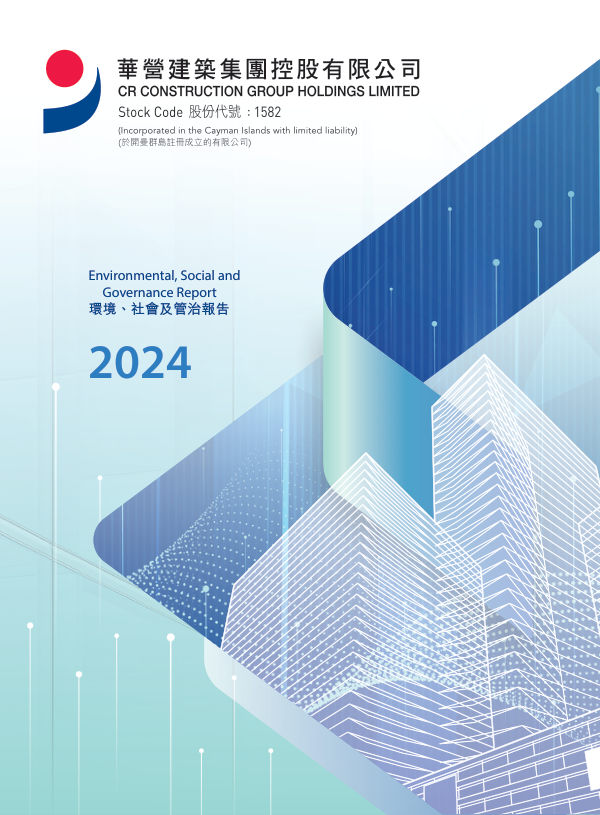 華營建築集團控股有限公司
CR CONSTRUCTION GROUP HOLDINGS LIMITED
Stock Code 股份代號：1582
(Incorporated in the Cayman Islands with limited liability)
(於開曼群島註冊成立的有限公司)
Environmental, Social and
Governance Report
環境、社會及管治報告
2024